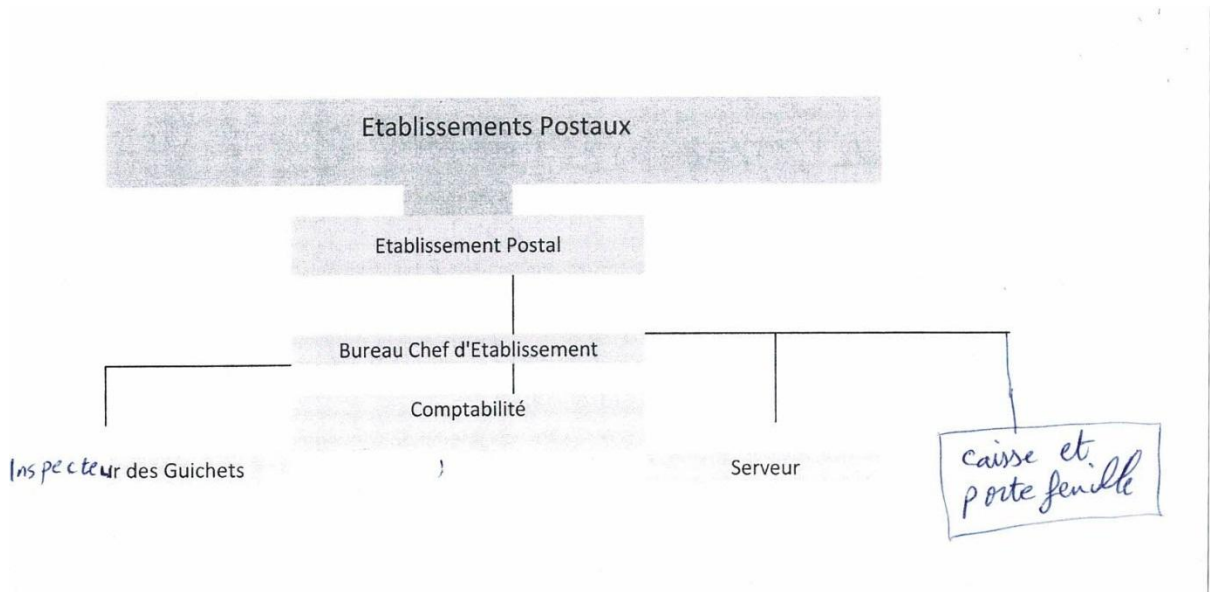 Etablissements Postaux
Etablissement Postal
Bureau Chef d'Etablissement
Comptabilité
Inspecteur des Guichets
Serveur
caisse et
porte feuille